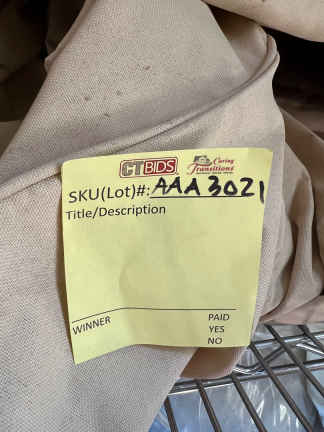 CTBIDS Caring Transitions
SKU(Lot)#: AAA3021
Title/Description
WINNER PAID
YES
NO